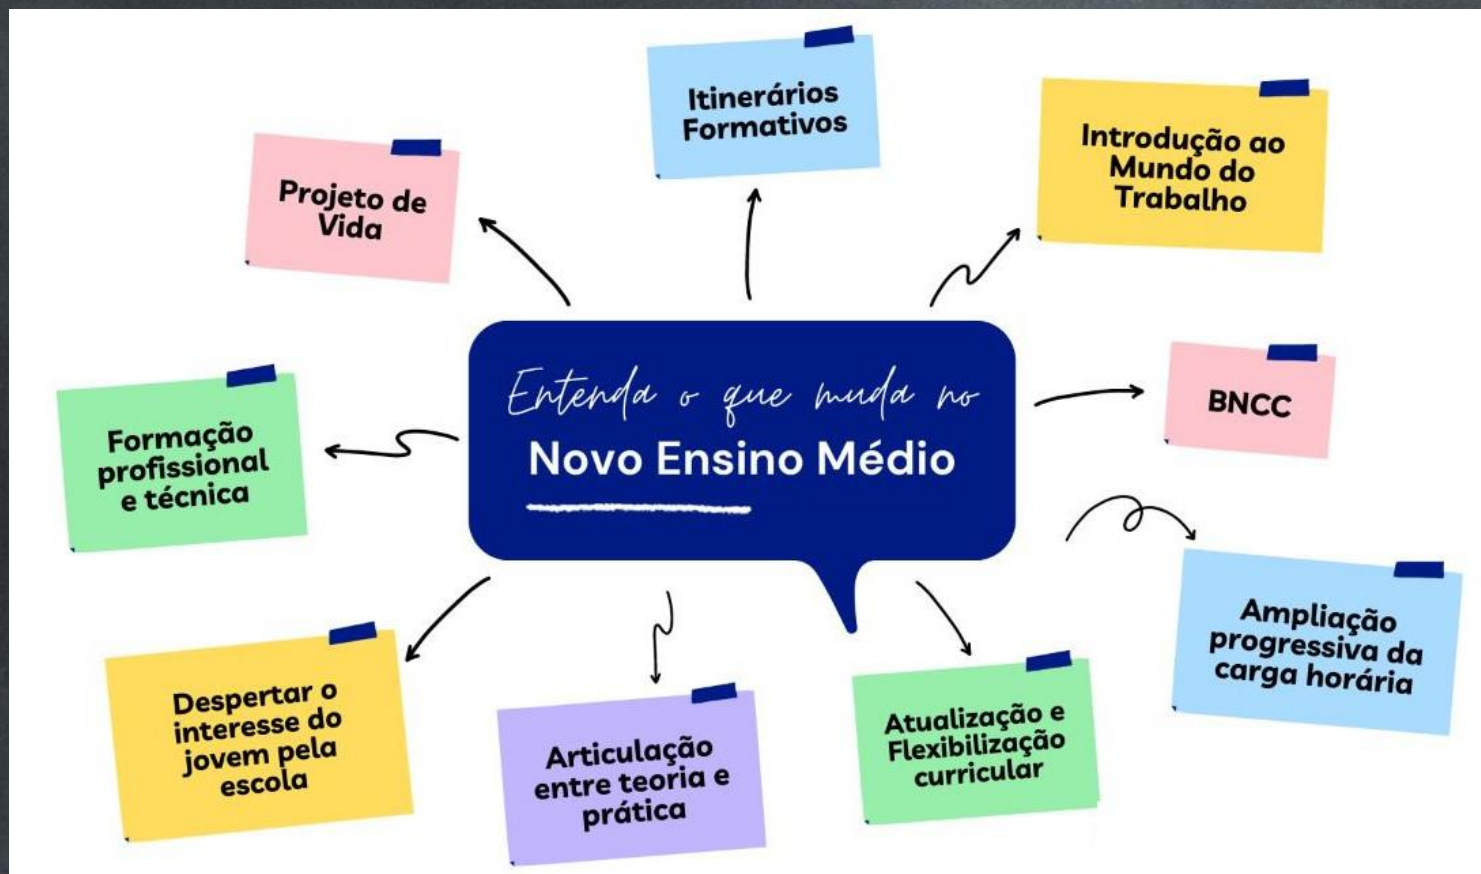 Itinerários
Formativos
Introdução ao
Mundo do
Trabalho
Projeto de
Vida
Entenda o que muda no
Novo Ensino Médio
BNCC
Formação
profissional
e técnica
Ampliação
progressiva da
carga horária
Despertar o
interesse do
jovem pela
escola
Articulação
entre teoria e
prática
Atualização e
Flexibilização
curricular